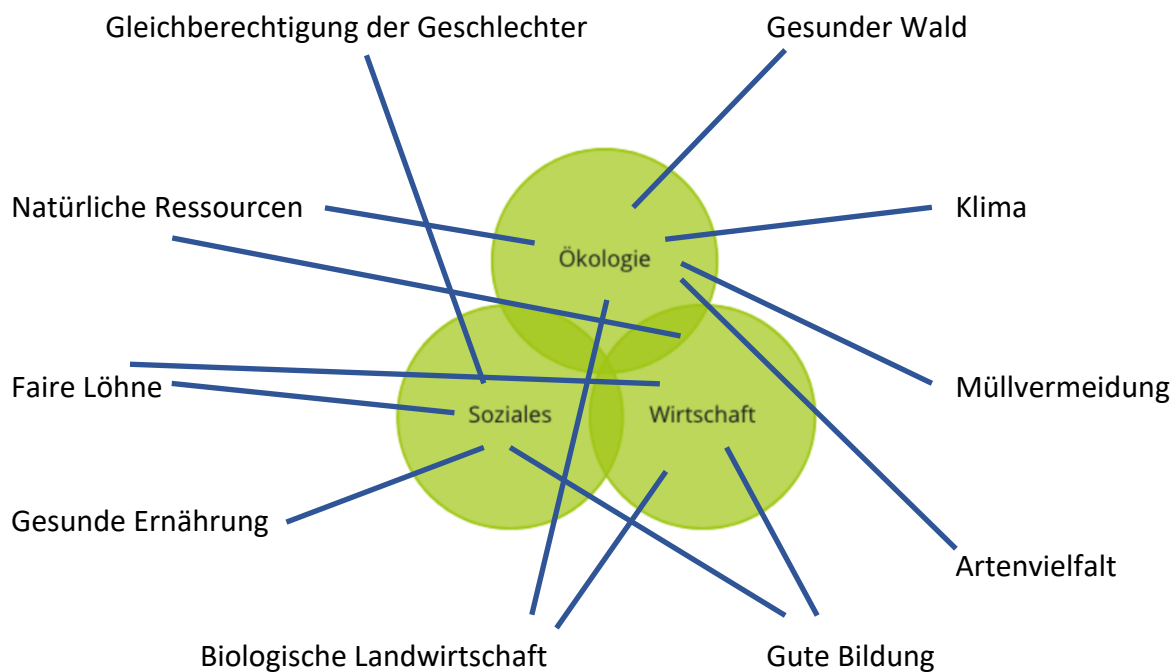 Gleichberechtigung der Geschlechter
Gesunder Wald
Natürliche Ressourcen
Klima
Ökologie
Faire Löhne
Müllvermeidung
Soziales
Wirtschaft
Gesunde Ernährung
Artenvielfalt
Biologische Landwirtschaft
Gute Bildung